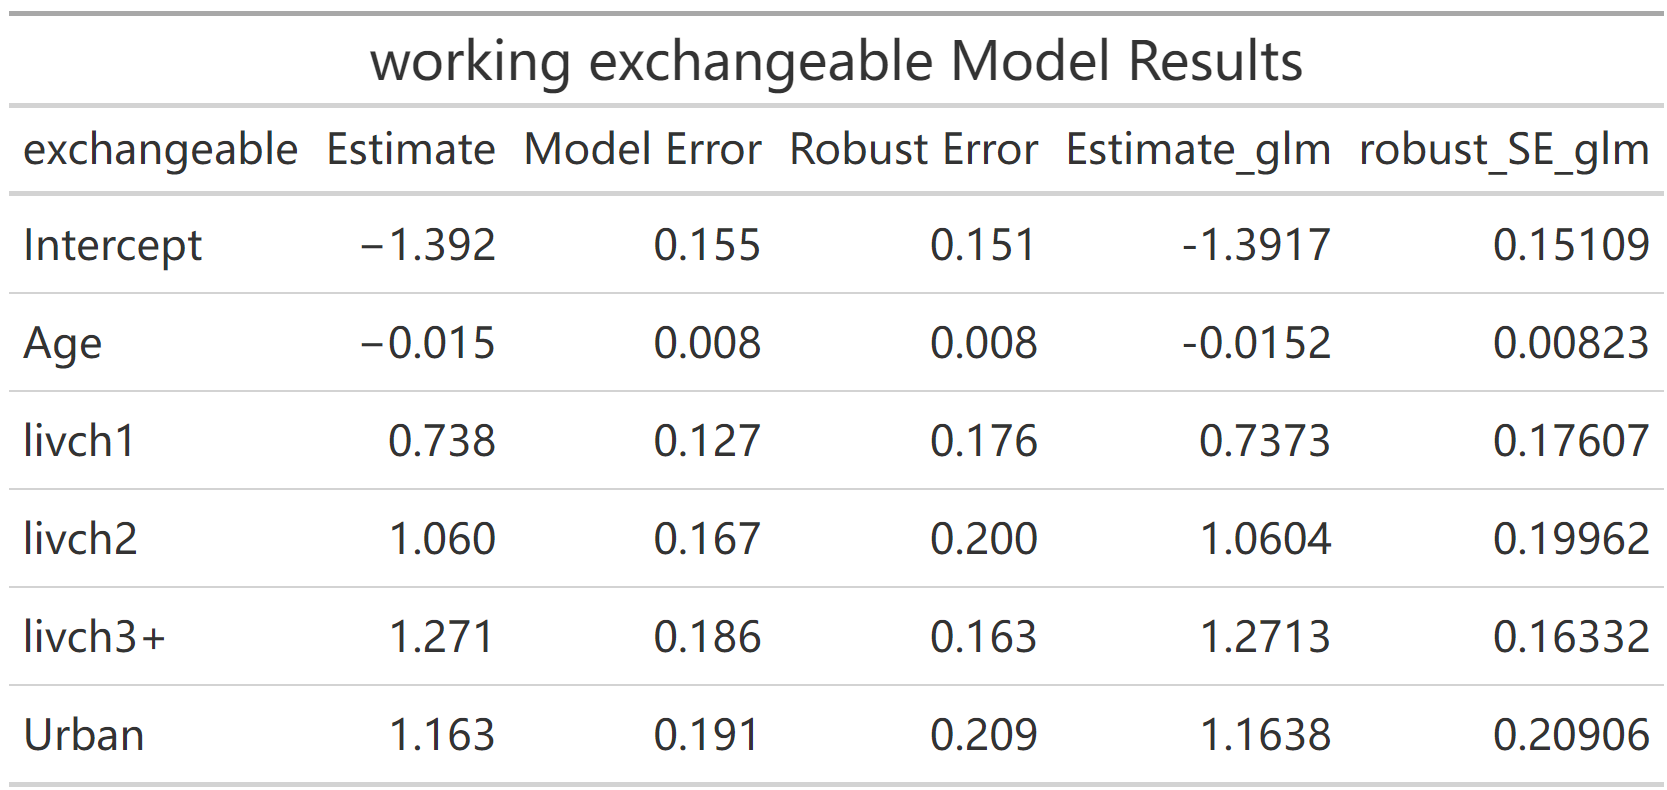 working exchangeable Model Results
exchangeable Estimate Model Error Robust Error Estimate_glm robust_SE_glm
Intercept −1.392 0.155 0.151 -1.3917 0.15109
Age −0.015 0.008 0.008 -0.0152 0.00823
livch1 0.738 0.127 0.176 0.7373 0.17607
livch2 1.060 0.167 0.200 1.0604 0.19962
livch3+ 1.271 0.186 0.163 1.2713 0.16332
Urban 1.163 0.191 0.209 1.1638 0.20906